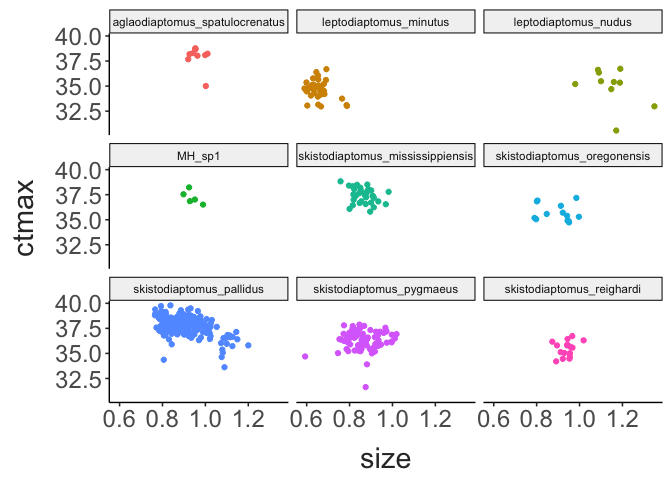 aglaodiaptomus_spatulocrenatus leptodiaptomus_minutus leptodiaptomus_nudus
40.0
37.5
35.0
32.5
MH_sp1 skistodiaptomus_mississippiensis skistodiaptomus_oregonensis
40.0
37.5
35.0
32.5
ctmax
skistodiaptomus_pallidus skistodiaptomus_pygmaeus skistodiaptomus_reighardi
40.0
37.5
35.0
32.5
0.6 0.8 1.0 1.2 0.6 0.8 1.0 1.2 0.6 0.8 1.0 1.2
size